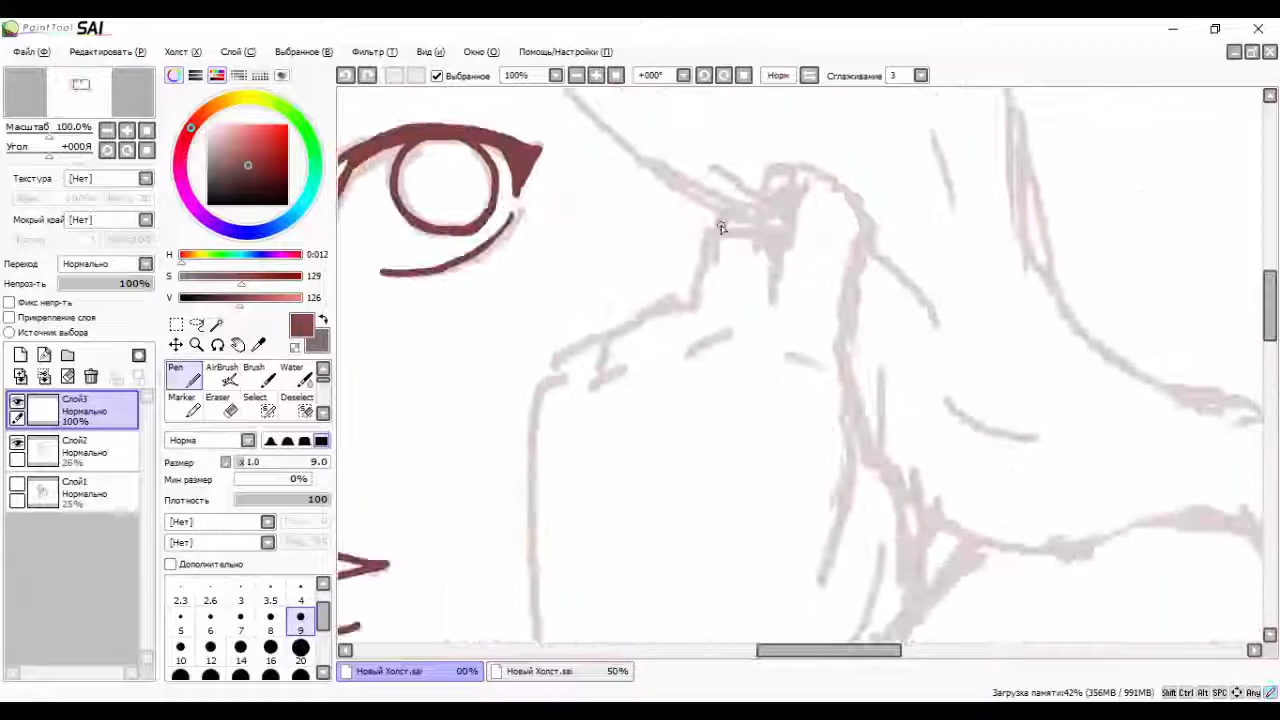 PaintTool SAI
Файл (Ф) Редактировать (Р) Холст (X) Слой (С) Выбранное (В) Фильтр (Т) Вид (и) Окно (О) Помощь/Настройки (П)
Выбранное 100% +000° Норм Сглаживание 3
Масштаб 100.0%
Угол +000Я
Текстура [Нет]
Мокрый край [Нет]
Переход Нормально
Непроз-ть 100%
Фикс непр-ть
Прикрепление слоя
Источник выбора
Слой3
Нормально
100%
Слой2
Нормально
26%
Слой1
Нормально
25%
H 0:012
S 129
V 126
Pen AirBrush Brush Water
Marker Eraser Select Deselect
Норма
Размер x 1.0 9.0
Мин размер 0%
Плотность 100
[Нет]
[Нет]
Дополнительно
2.3 2.6 3 3.5 4
5 6 7 8 9
10 12 14 16 20
Новый Холст.sai 00% Новый Холст.sai 50%
Загрузка памяти:42% (356MB / 991MB) Shift Ctrl Alt SPC Any